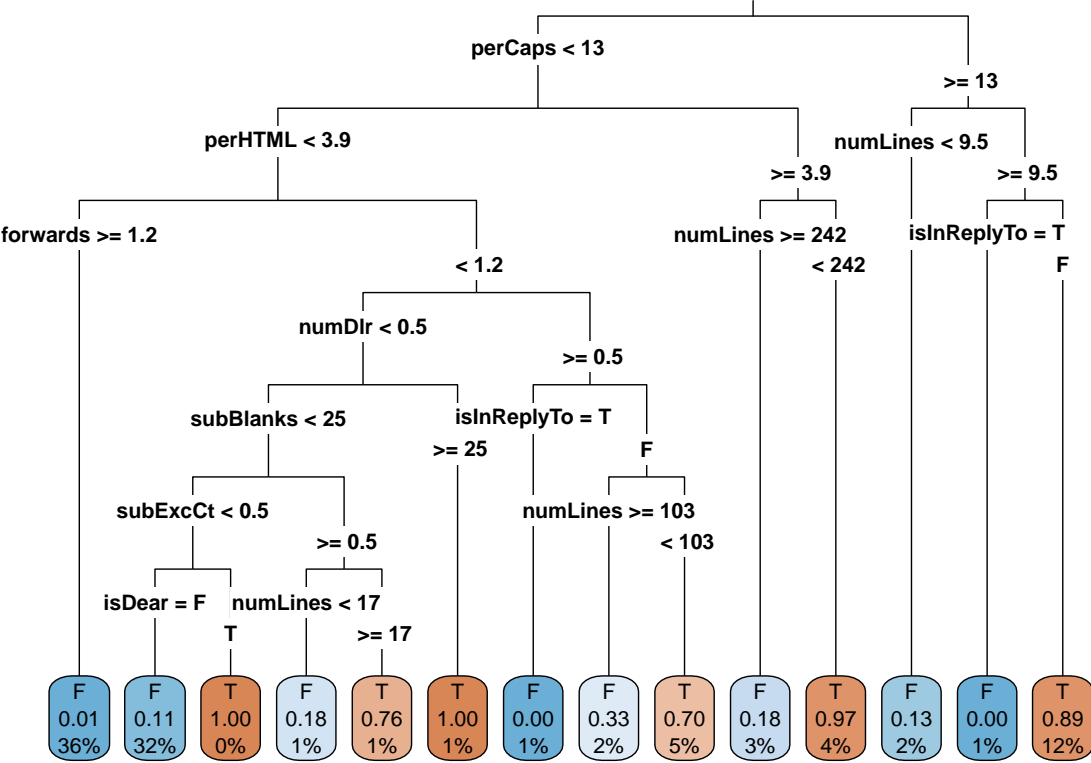 perCaps < 13
>= 13
perHTML < 3.9
numLines < 9.5
>= 3.9
>= 9.5
forwards >= 1.2
numLines >= 242
isInReplyTo = T
< 1.2
< 242
F
numDlr < 0.5
>= 0.5
subBlanks < 25
isInReplyTo = T
>= 25
F
subExcCt < 0.5
numLines >= 103
>= 0.5
< 103
isDear = F
numLines < 17
T
>= 17
F F T F T T F F T F T F F T
0.01 0.11 1.00 0.18 0.76 1.00 0.00 0.33 0.70 0.18 0.97 0.13 0.00 0.89
36% 32% 0% 1% 1% 1% 1% 2% 5% 3% 4% 2% 1% 12%